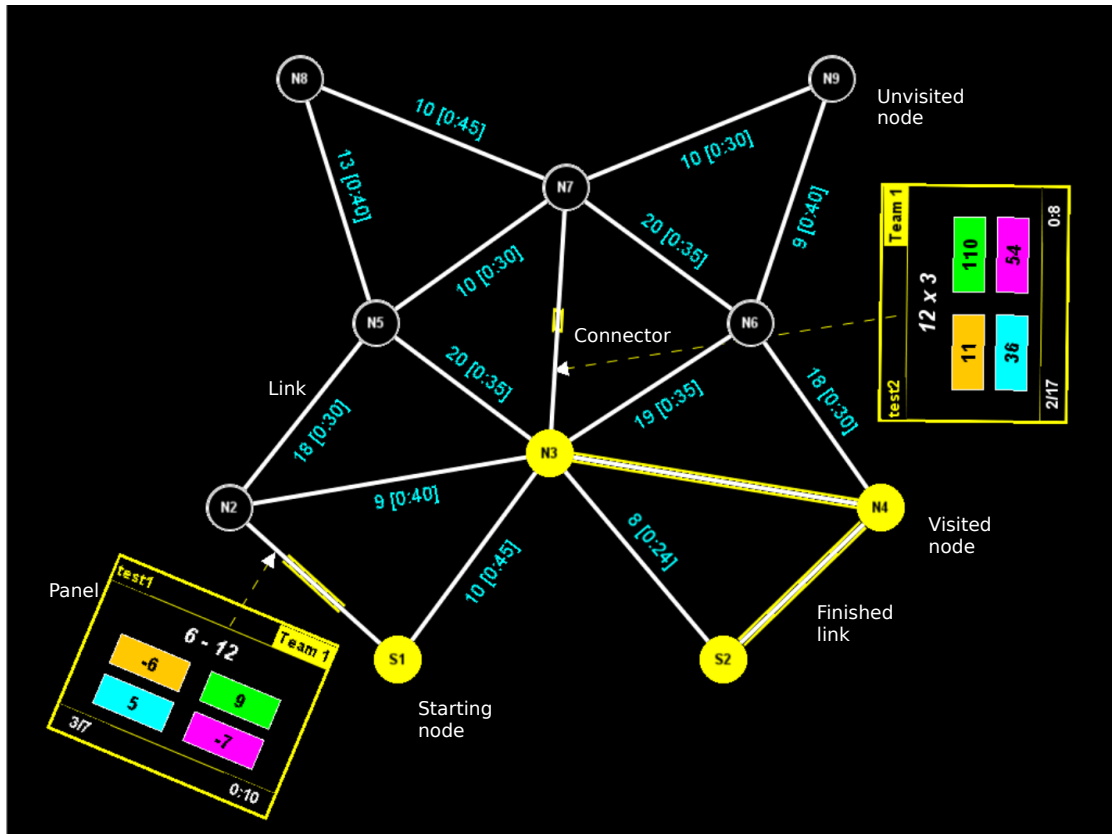 N8
N9
Unvisited
node
10 [0:45]
10 [0:30]
13 [0:40]
N7
9 [0:40]
20 [0:35]
10 [0:30]
Team 1
0:8
12 x 3
110
54
11
36
test2
2/17
N5
N6
Connector
Link
20 [0:35]
19 [0:35]
18 [0:30]
18 [0:30]
N3
9 [0:40]
N2
N4
Visited
node
8 [0:24]
10 [0:45]
Panel
test1
Team 1
6 - 12
-6
9
5
-7
3/7
0:10
Finished
link
S1
S2
Starting
node